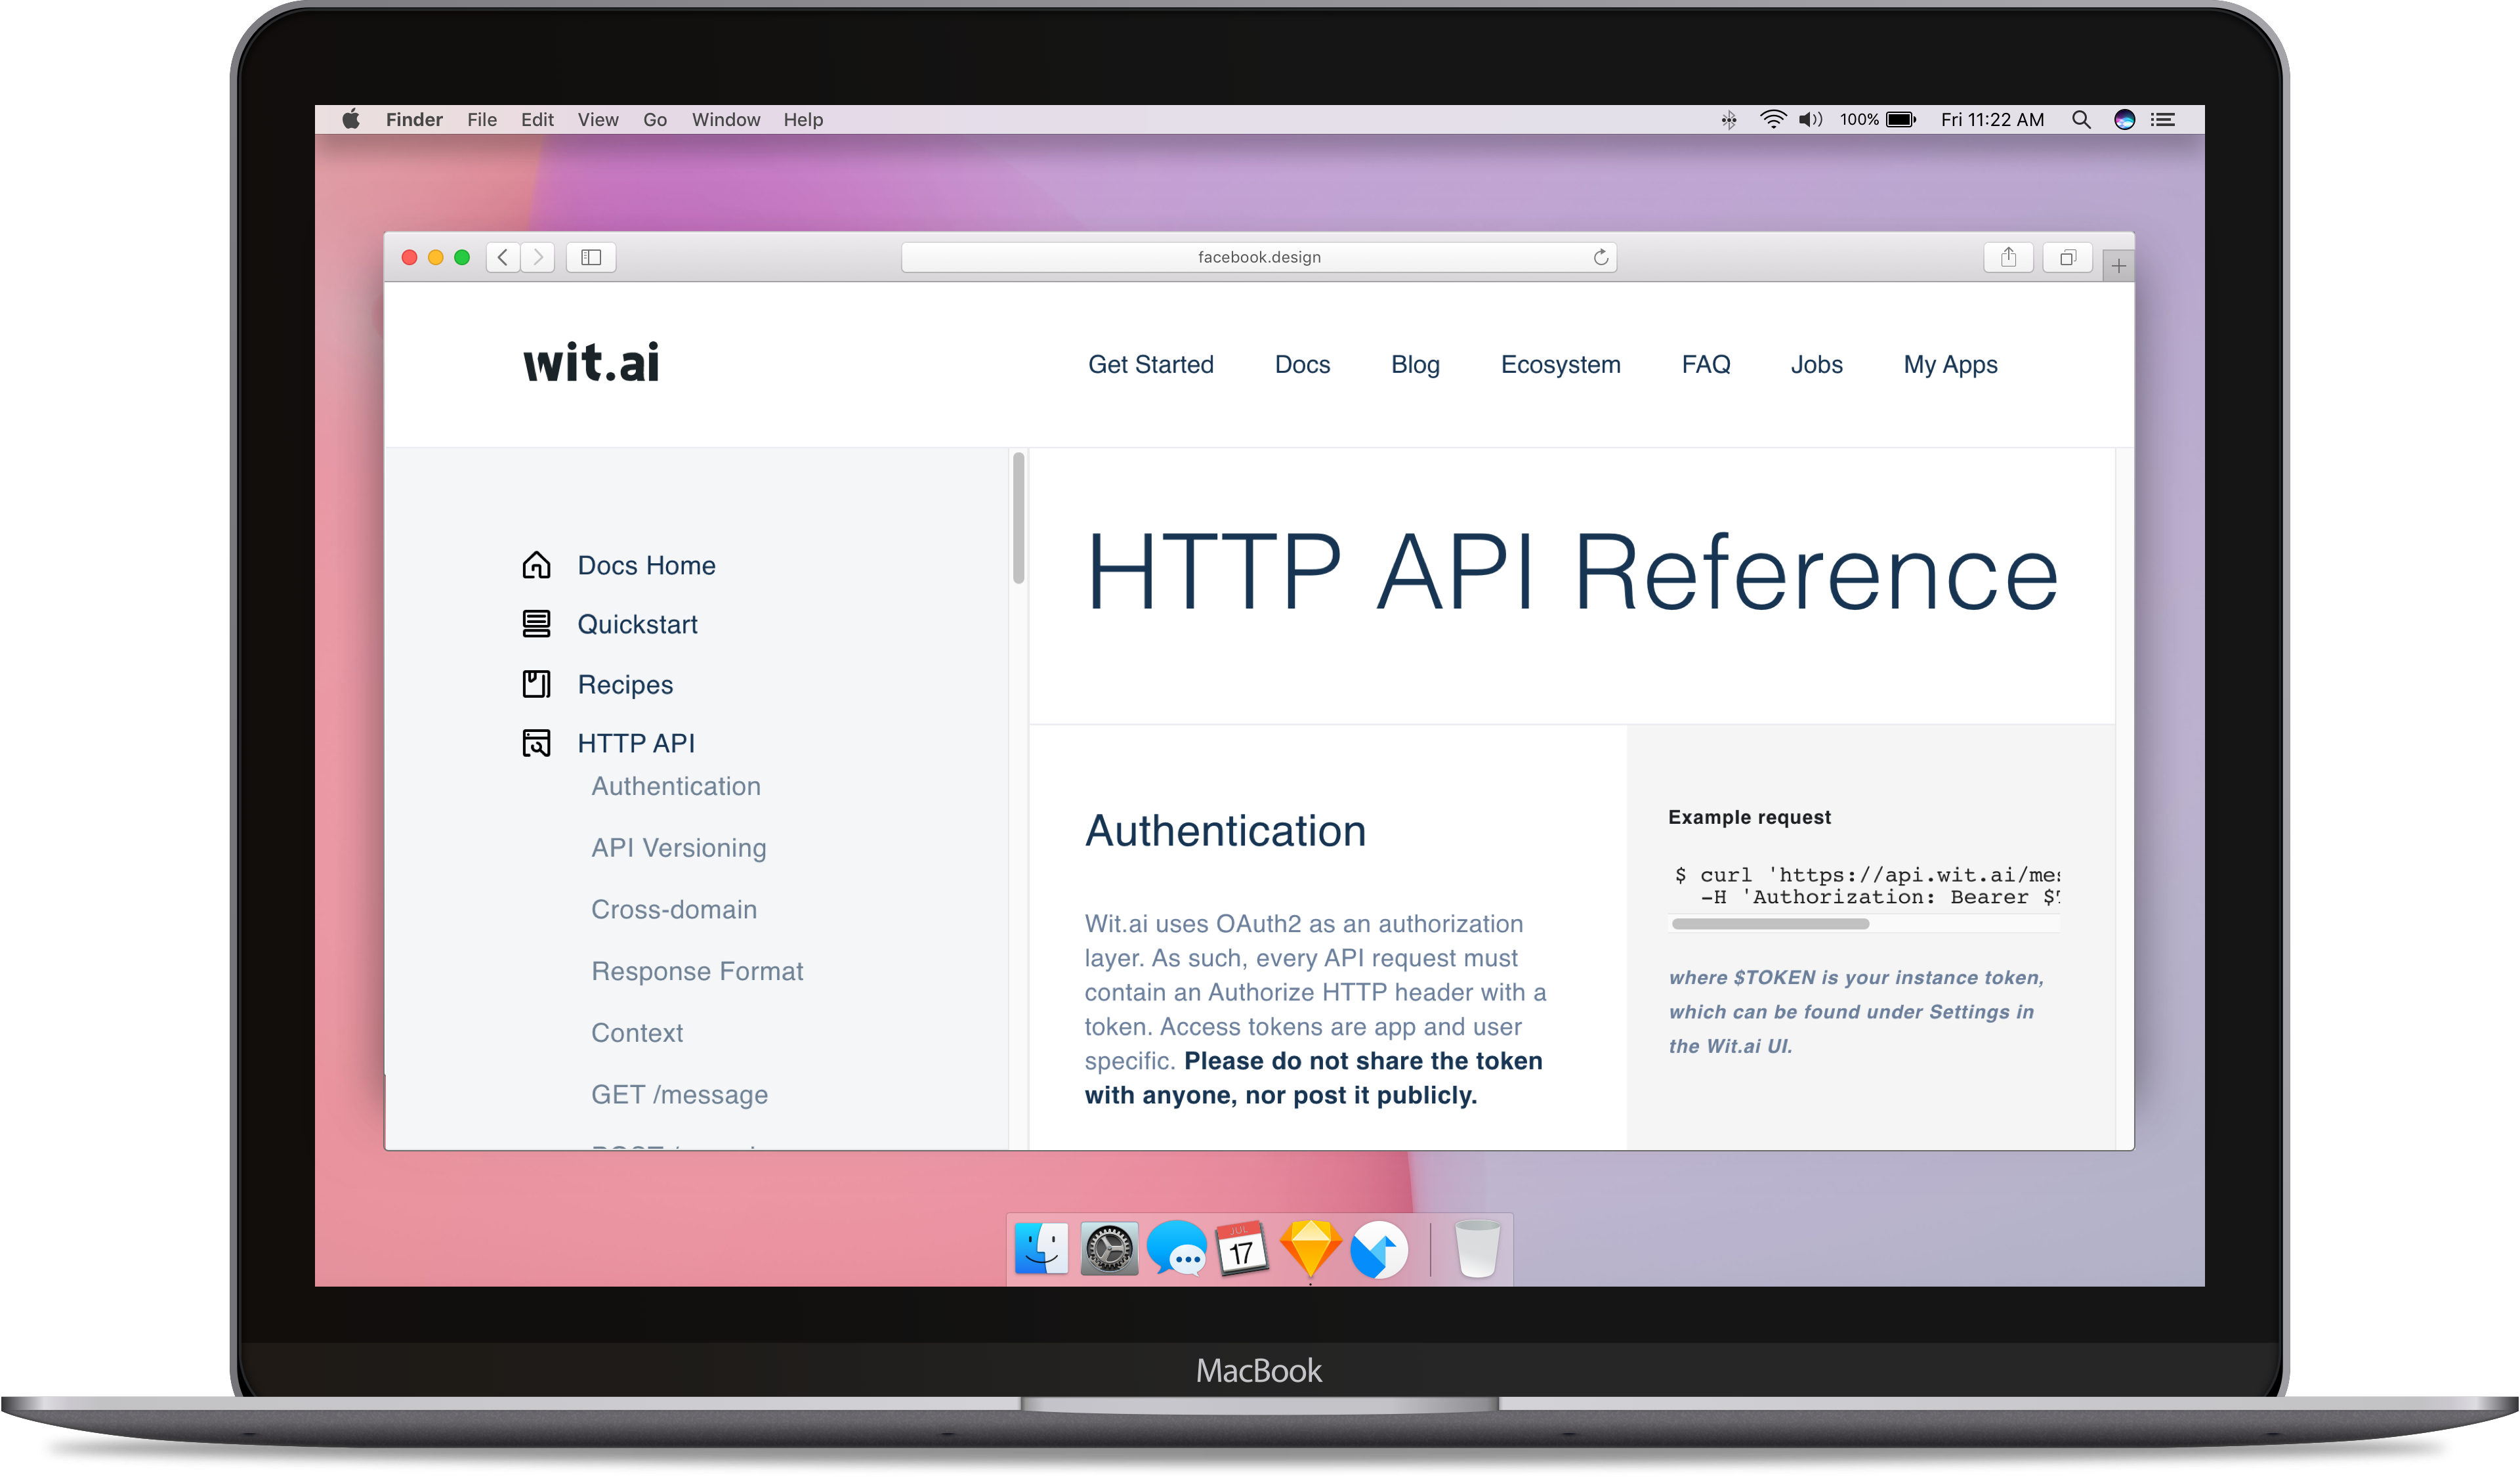 Finder File Edit View Go Window Help 100% Fri 11:22 AM
facebook.design
wit.ai
Get Started Docs Blog Ecosystem FAQ Jobs My Apps
Docs Home
Quickstart
Recipes
HTTP API
Authentication
API Versioning
Cross-domain
Response Format
Context
GET /message
HTTP API Reference
Authentication
Wit.ai uses OAuth2 as an authorization
layer. As such, every API request must
contain an Authorize HTTP header with a
token. Access tokens are app and user
specific. Please do not share the token
with anyone, nor post it publicly.
Example request
$ curl 'https://api.wit.ai/mes
-H 'Authorization: Bearer $T
where $TOKEN is your instance token,
which can be found under Settings in
the Wit.ai UI.
JUL
17
MacBook